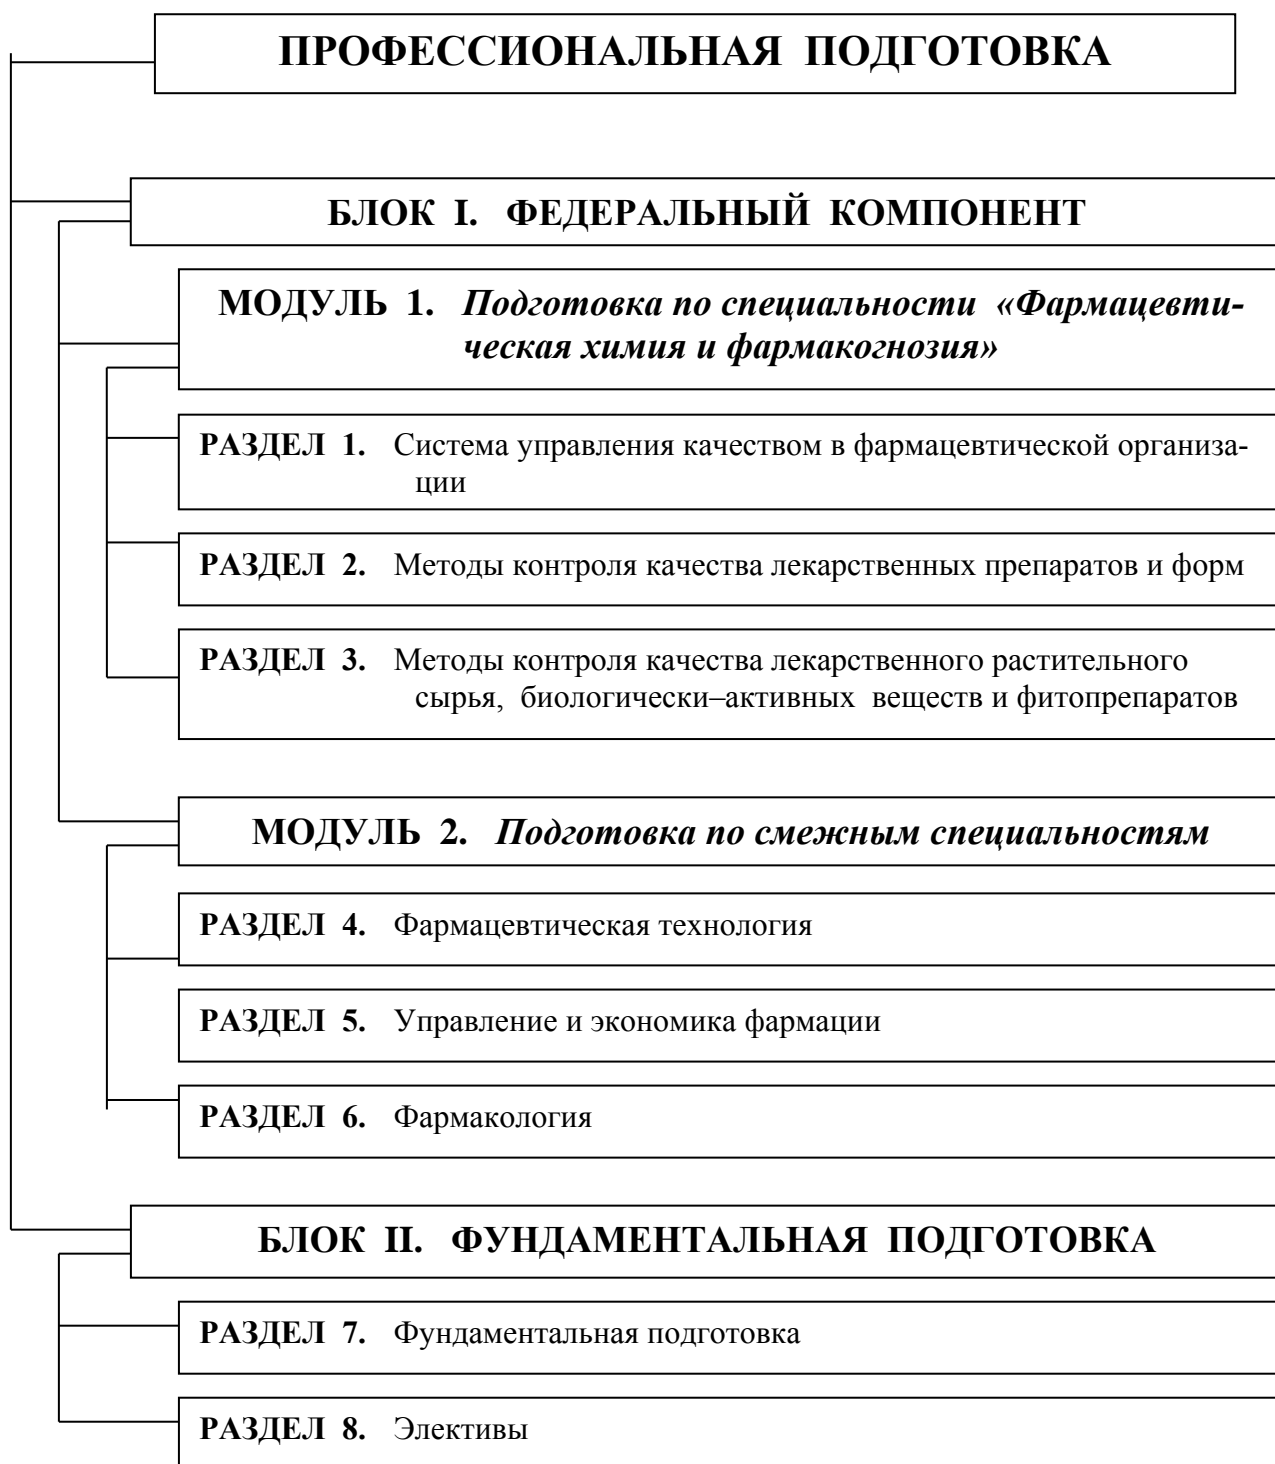 ПРОФЕССИОНАЛЬНАЯ ПОДГОТОВКА
БЛОК I. ФЕДЕРАЛЬНЫЙ КОМПОНЕНТ
МОДУЛЬ 1. Подготовка по специальности «Фармацевти-
ческая химия и фармакогнозия»
РАЗДЕЛ 1. Система управления качеством в фармацевтической организа-
ции
РАЗДЕЛ 2. Методы контроля качества лекарственных препаратов и форм
РАЗДЕЛ 3. Методы контроля качества лекарственного растительного
сырья, биологически–активных веществ и фитопрепаратов
МОДУЛЬ 2. Подготовка по смежным специальностям
РАЗДЕЛ 4. Фармацевтическая технология
РАЗДЕЛ 5. Управление и экономика фармации
РАЗДЕЛ 6. Фармакология
БЛОК II. ФУНДАМЕНТАЛЬНАЯ ПОДГОТОВКА
РАЗДЕЛ 7. Фундаментальная подготовка
РАЗДЕЛ 8. Элективы